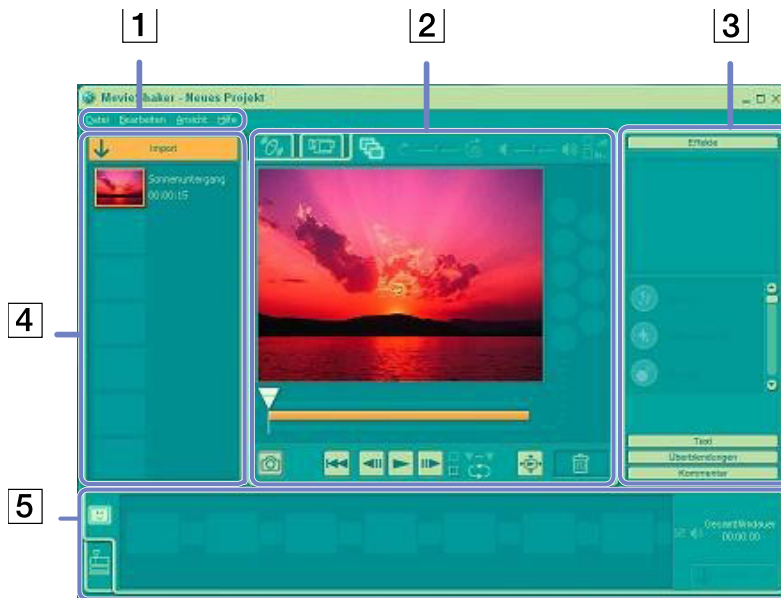 1 2 3
MovieShaker - Neues Projekt
Datei Bearbeiten Ansicht Hilfe
Import
Effekte
Sonnenuntergang
00:00:15
4
Text
Überblendungen
Kommentar
5
Gesamtfilmdauer
00:00.00